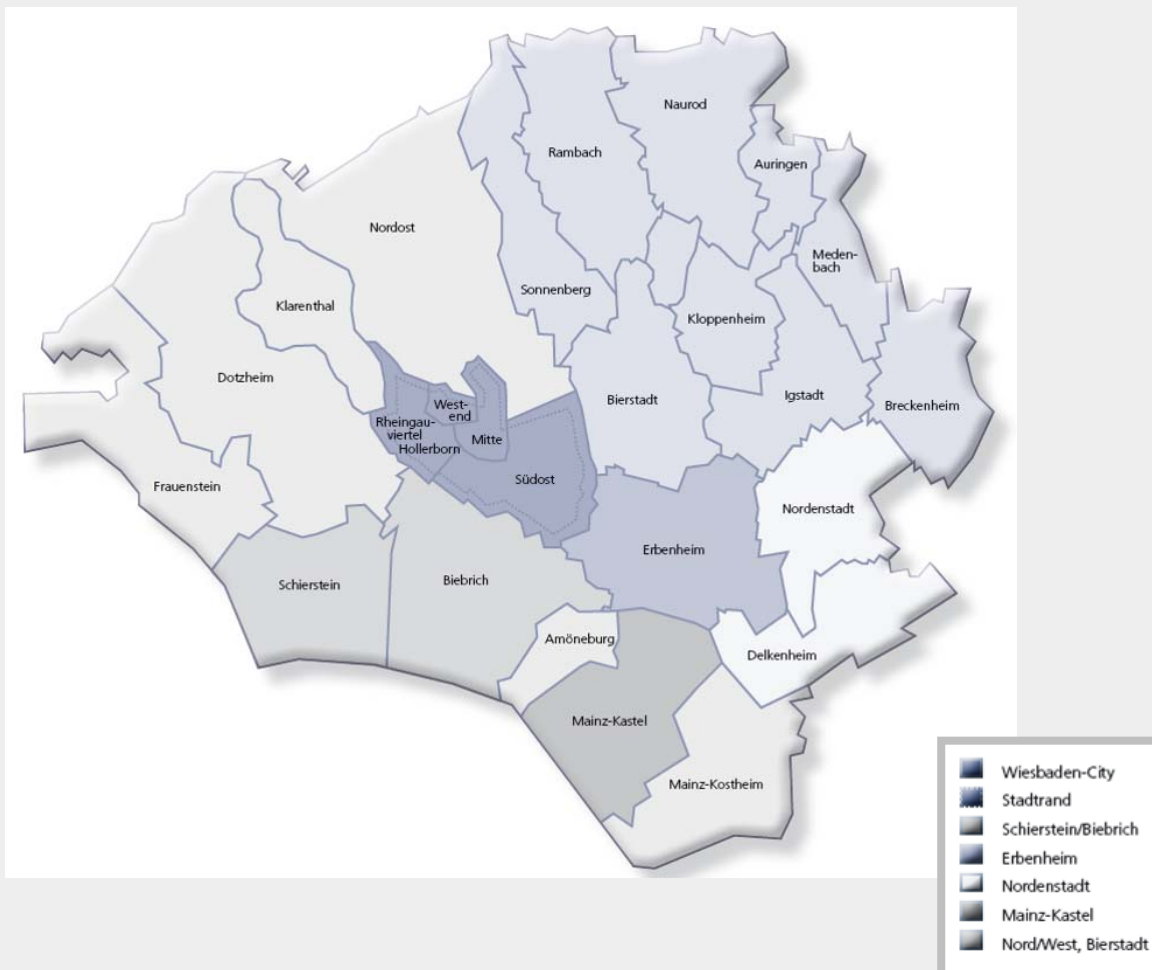 Naurod
Rambach
Auringen
Nordost
Meden-
bach
Sonnenberg
Klarenthal
Kloppenheim
Dotzheim
Bierstadt
Igstadt
Breckenheim
West-
end
Rheingau-
viertel
Hollerborn
Mitte
Südost
Frauenstein
Nordenstadt
Erbenheim
Schierstein
Biebrich
Amöneburg
Delkenheim
Mainz-Kastel
Mainz-Kostheim
Wiesbaden-City
Stadtrand
Schierstein/Biebrich
Erbenheim
Nordenstadt
Mainz-Kastel
Nord/West, Bierstadt